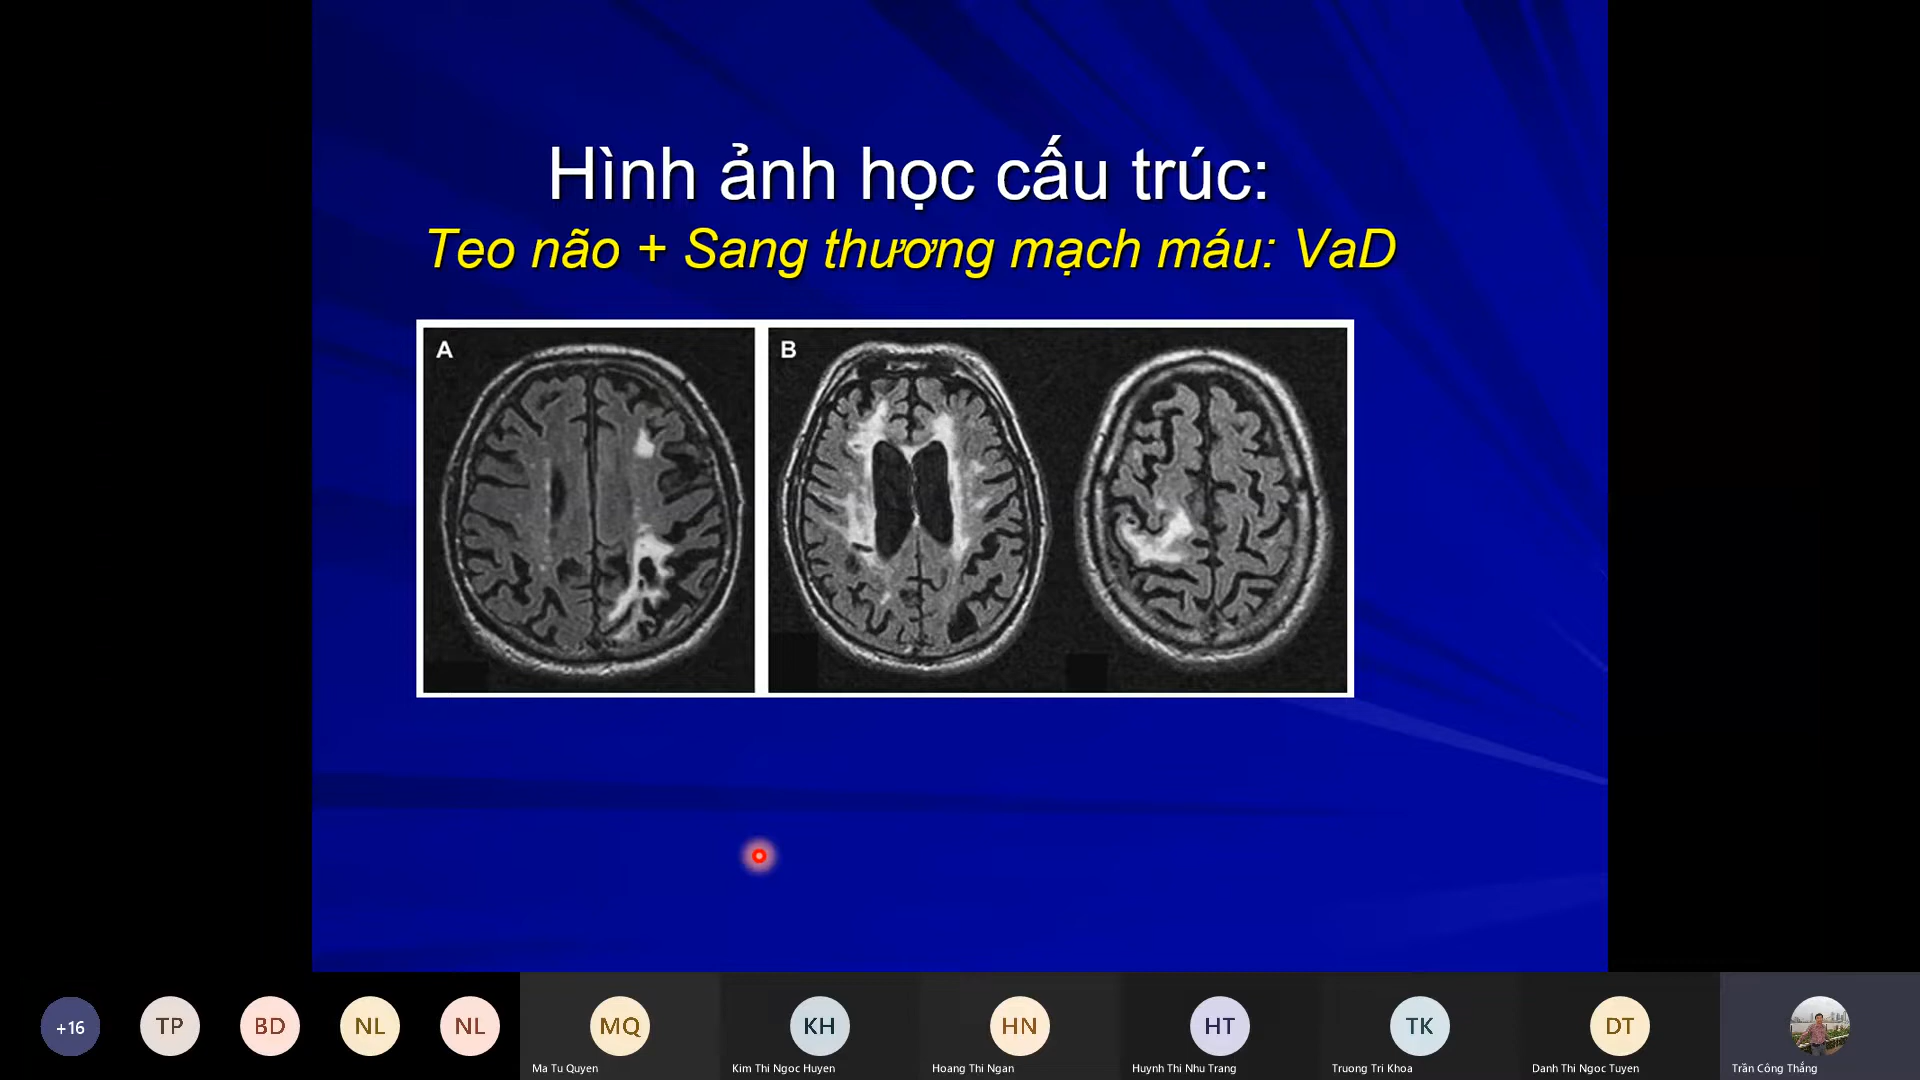 Hình ảnh học cấu trúc:
Teo não + Sang thương mạch máu: VaD
A
B
+16
TP
BD
NL
NL
MQ
KH
HN
HT
TK
DT
Ma Tu Quyen
Kim Thi Ngoc Huyen
Hoang Thi Ngan
Huynh Thi Nhu Trang
Truong Tri Khoa
Danh Thi Ngoc Tuyen
Trần Công Thắng